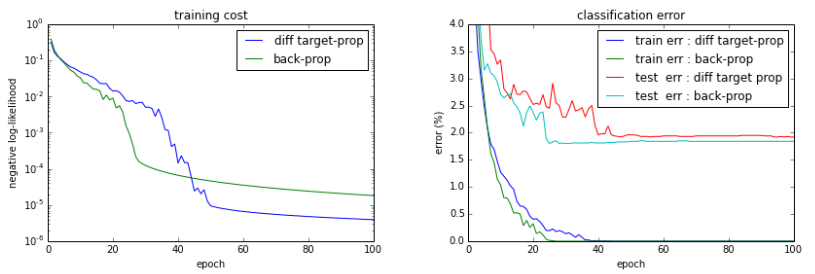 training cost
negative log-likelihood
10^0
10^-1
10^-2
10^-3
10^-4
10^-5
10^-6
diff target-prop
back-prop
0
20
40
60
80
100
epoch
classification error
error (%)
4.0
3.5
3.0
2.5
2.0
1.5
1.0
0.5
0.0
train err : diff target-prop
train err : back-prop
test err : diff target prop
test err : back-prop
0
20
40
60
80
100
epoch